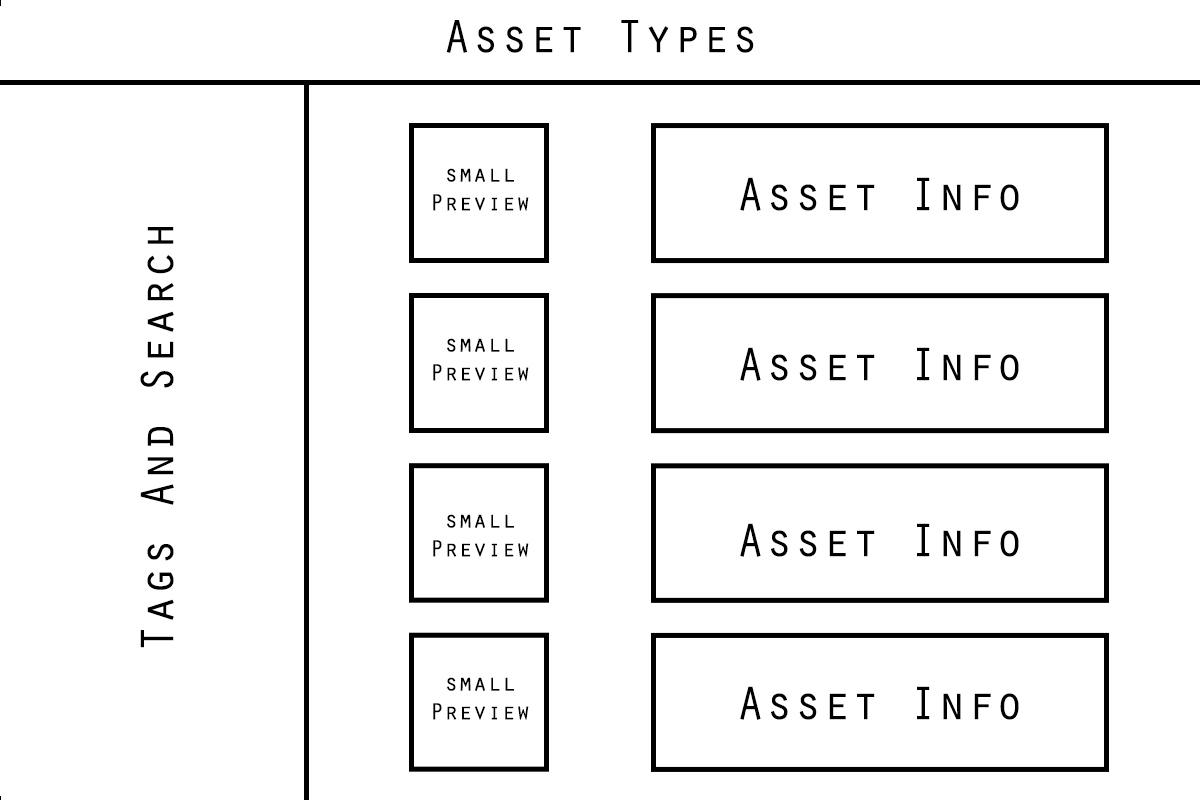 Asset Types
Tags And Search
small
Preview
Asset Info
small
Preview
Asset Info
small
Preview
Asset Info
small
Preview
Asset Info